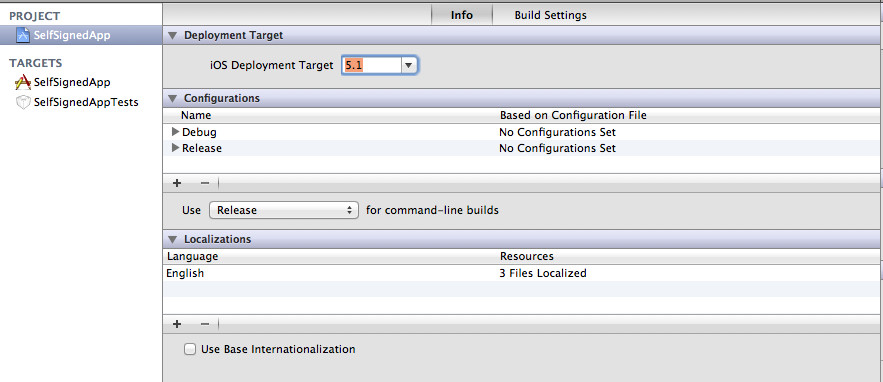 PROJECT
SelfSignedApp
TARGETS
SelfSignedApp
SelfSignedAppTests
Info Build Settings
Deployment Target
iOS Deployment Target 5.1
Configurations
Name Based on Configuration File
Debug No Configurations Set
Release No Configurations Set
+ −
Use Release for command-line builds
Localizations
Language Resources
English 3 Files Localized
+ −
Use Base Internationalization